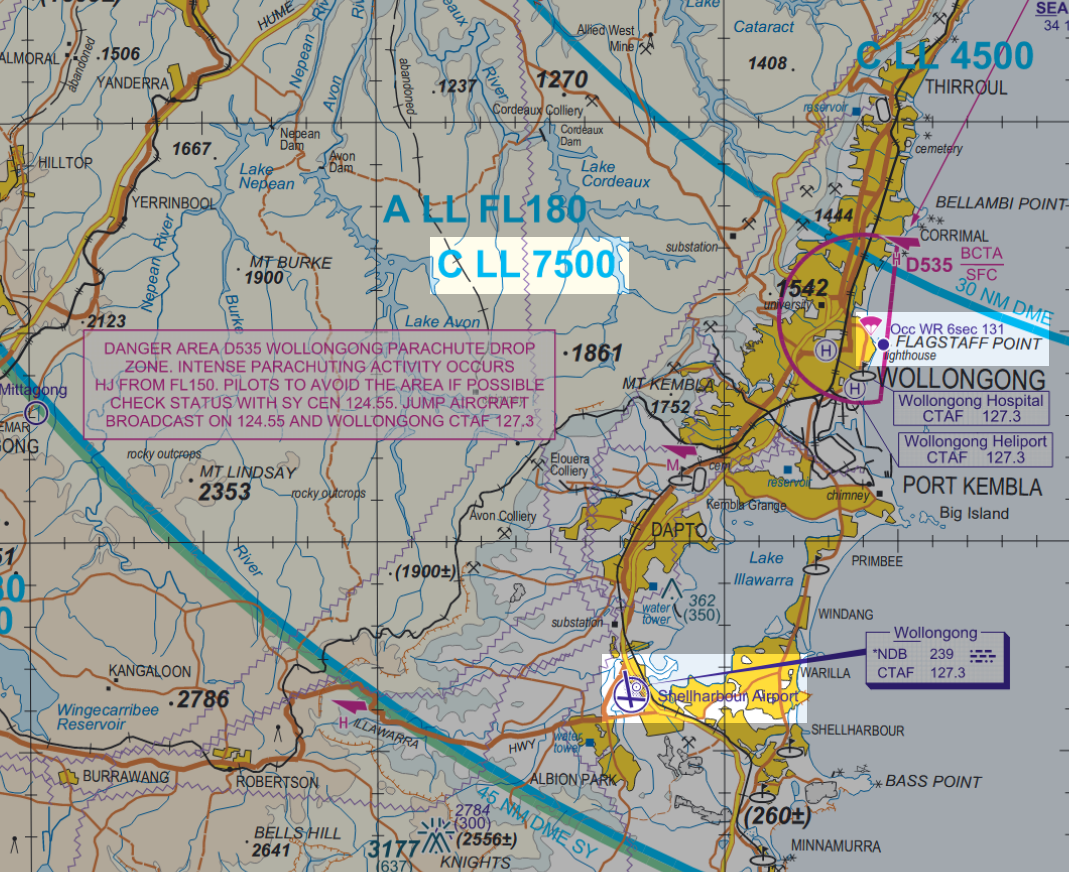 HUME
Nepean
River
Avon
River
Lake
Cataract
SEA
34 1
ALMORAL
.1506
abandoned
YANDERRA
abandoned
.1237
1270
Allied West
Mine
1408.
C LL 4500
THIRROUL
Cordeaux Colliery
Cordeaux
Dam
reservoir
cemetery
HILLTOP
1667
Nepean
Dam
Avon
Dam
Lake
Nepean
Lake
Cordeaux
YERRINBOOL
A LL FL180
C LL 7500
1444
BELLAMBI POINT
substation
CORRIMAL
Nepean River
MT BURKE
1900
Burke
H
D535
BCTA
SFC
30 NM DME
.1542
university
.2123
Lake Avon
DANGER AREA D535 WOLLONGONG PARACHUTE DROP
ZONE. INTENSE PARACHUTING ACTIVITY OCCURS
HJ FROM FL150. PILOTS TO AVOID THE AREA IF POSSIBLE
CHECK STATUS WITH SY CEN 124.55. JUMP AIRCRAFT
BROADCAST ON 124.55 AND WOLLONGONG CTAF 127.3
.1861
Occ WR 6sec 131
FLAGSTAFF POINT
lighthouse
H
H
WOLLONGONG
Wollongong Hospital
CTAF 127.3
Wollongong Heliport
CTAF 127.3
MT KEMBLA
1752
Mittagong
EMAR
ONG
rocky outcrops
MT LINDSAY
2353
rocky outcrops
Elouera
Colliery
M
cem
reservoir
chimney
PORT KEMBLA
Big Island
Avon Colliery
Kembla Grange
DAPTO
River
51
(1900±)
Lake
Illawarra
PRIMBEE
water
tower
362
(350)
substation
WINDANG
Wollongong
*NDB 239
CTAF 127.3
KANGALOON
WARILLA
Shellharbour Airport
.2786
Wingecarribee
Reservoir
H
ILLAWARRA
HWY
water
tower
SHELLHARBOUR
BURRAWANG
ROBERTSON
ALBION PARK
BASS POINT
45 NM DME SY
2784
(300)
(2556±)
3177
(637)
KNIGHTS
BELLS HILL
2641
(260±)
MINNAMURRA